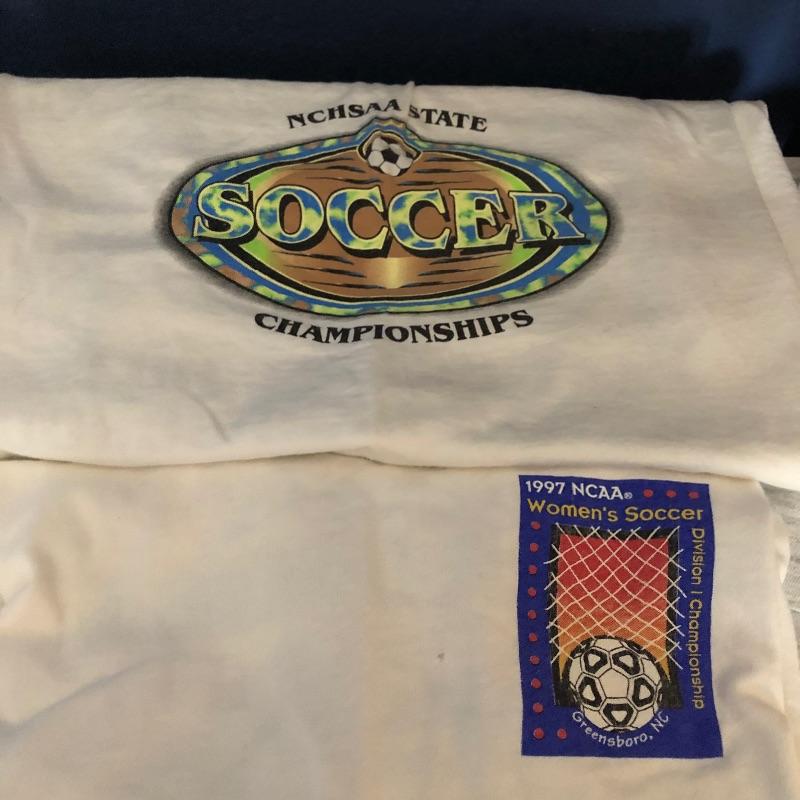 NCHSAA STATE
SOCCER
CHAMPIONSHIPS
1997 NCAA®
Women's Soccer
Division I Championship
Greensboro, NC